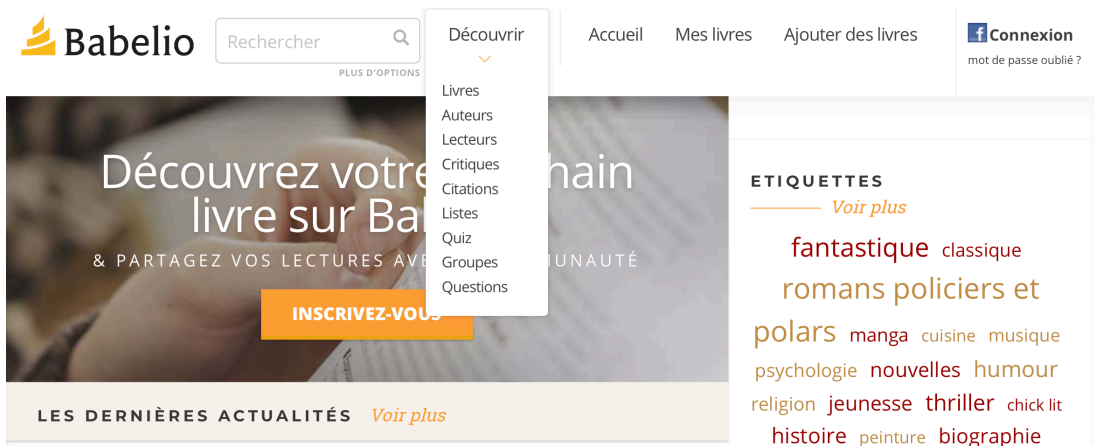 Babelio
Rechercher
PLUS D'OPTIONS
Découvrir
Livres
Auteurs
Lecteurs
Critiques
Citations
Listes
Quiz
Groupes
Questions
Accueil Mes livres Ajouter des livres
f Connexion
mot de passe oublié ?
Découvrez votre hain
livre sur Ba
& PARTAGEZ VOS LECTURES AVE UNAUTÉ
INSCRIVEZ-VOUS
LES DERNIÈRES ACTUALITÉS Voir plus
ETIQUETTES
Voir plus
fantastique classique
romans policiers et
polars manga cuisine musique
psychologie nouvelles humour
religion jeunesse thriller chick lit
histoire peinture biographie